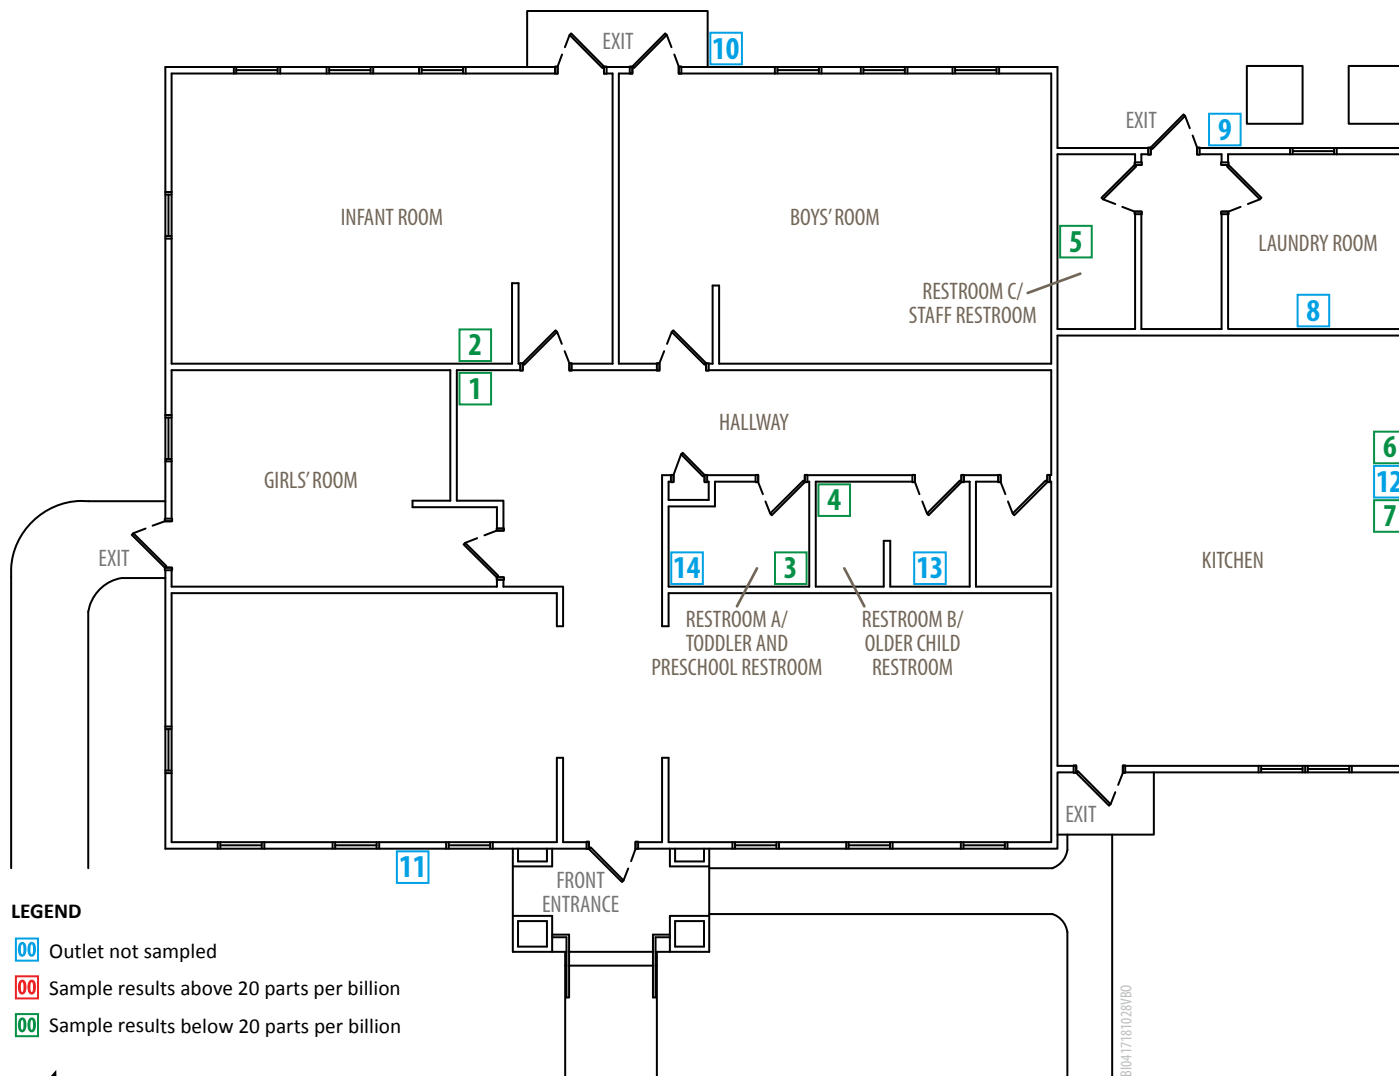 EXIT
10
EXIT
9
INFANT ROOM
BOYS' ROOM
5
LAUNDRY ROOM
RESTROOM C/
STAFF RESTROOM
8
2
1
HALLWAY
6
12
7
GIRLS' ROOM
4
EXIT
14
3
13
KITCHEN
RESTROOM A/
TODDLER AND
PRESCHOOL RESTROOM
RESTROOM B/
OLDER CHILD
RESTROOM
EXIT
11
FRONT
ENTRANCE
LEGEND
00 Outlet not sampled
00 Sample results above 20 parts per billion
00 Sample results below 20 parts per billion
BI0417181028VBO